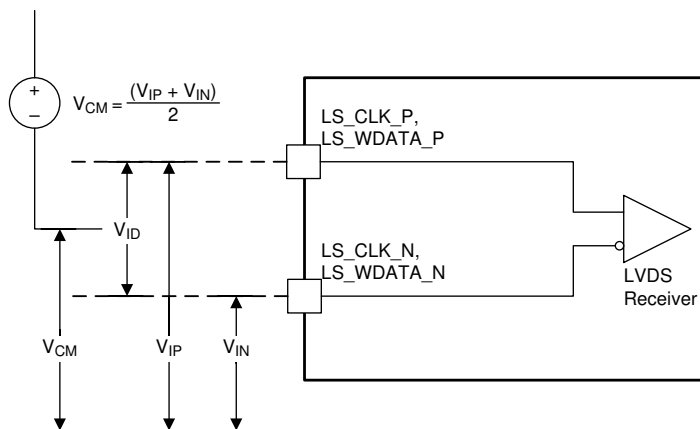 +
−
V_CM = (V_IP + V_IN) / 2
LS_CLK_P,
LS_WDATA_P
V_ID
LS_CLK_N,
LS_WDATA_N
LVDS
Receiver
V_CM
V_IP
V_IN